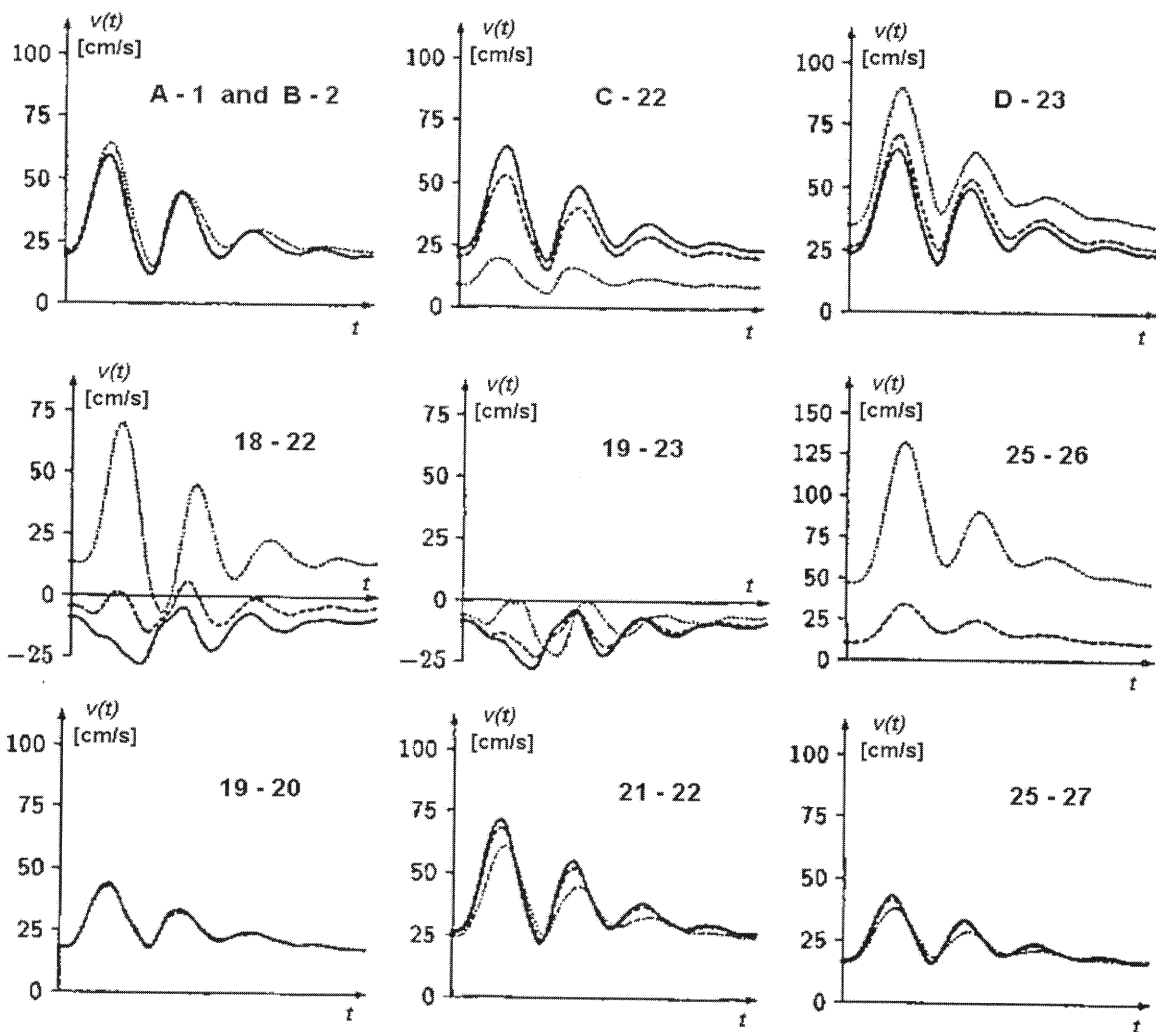 v(t)
[cm/s]
100
75
50
25
0
A - 1 and B - 2
t
v(t)
[cm/s]
100
75
50
25
0
C - 22
t
v(t)
[cm/s]
100
75
50
25
0
D - 23
t
v(t)
[cm/s]
75
50
25
0
−25
18 - 22
t
v(t)
[cm/s]
75
50
25
0
−25
19 - 23
t
v(t)
[cm/s]
150
125
100
75
50
25
0
25 - 26
t
v(t)
[cm/s]
100
75
50
25
0
19 - 20
t
v(t)
[cm/s]
100
75
50
25
0
21 - 22
t
v(t)
[cm/s]
100
75
50
25
0
25 - 27
t